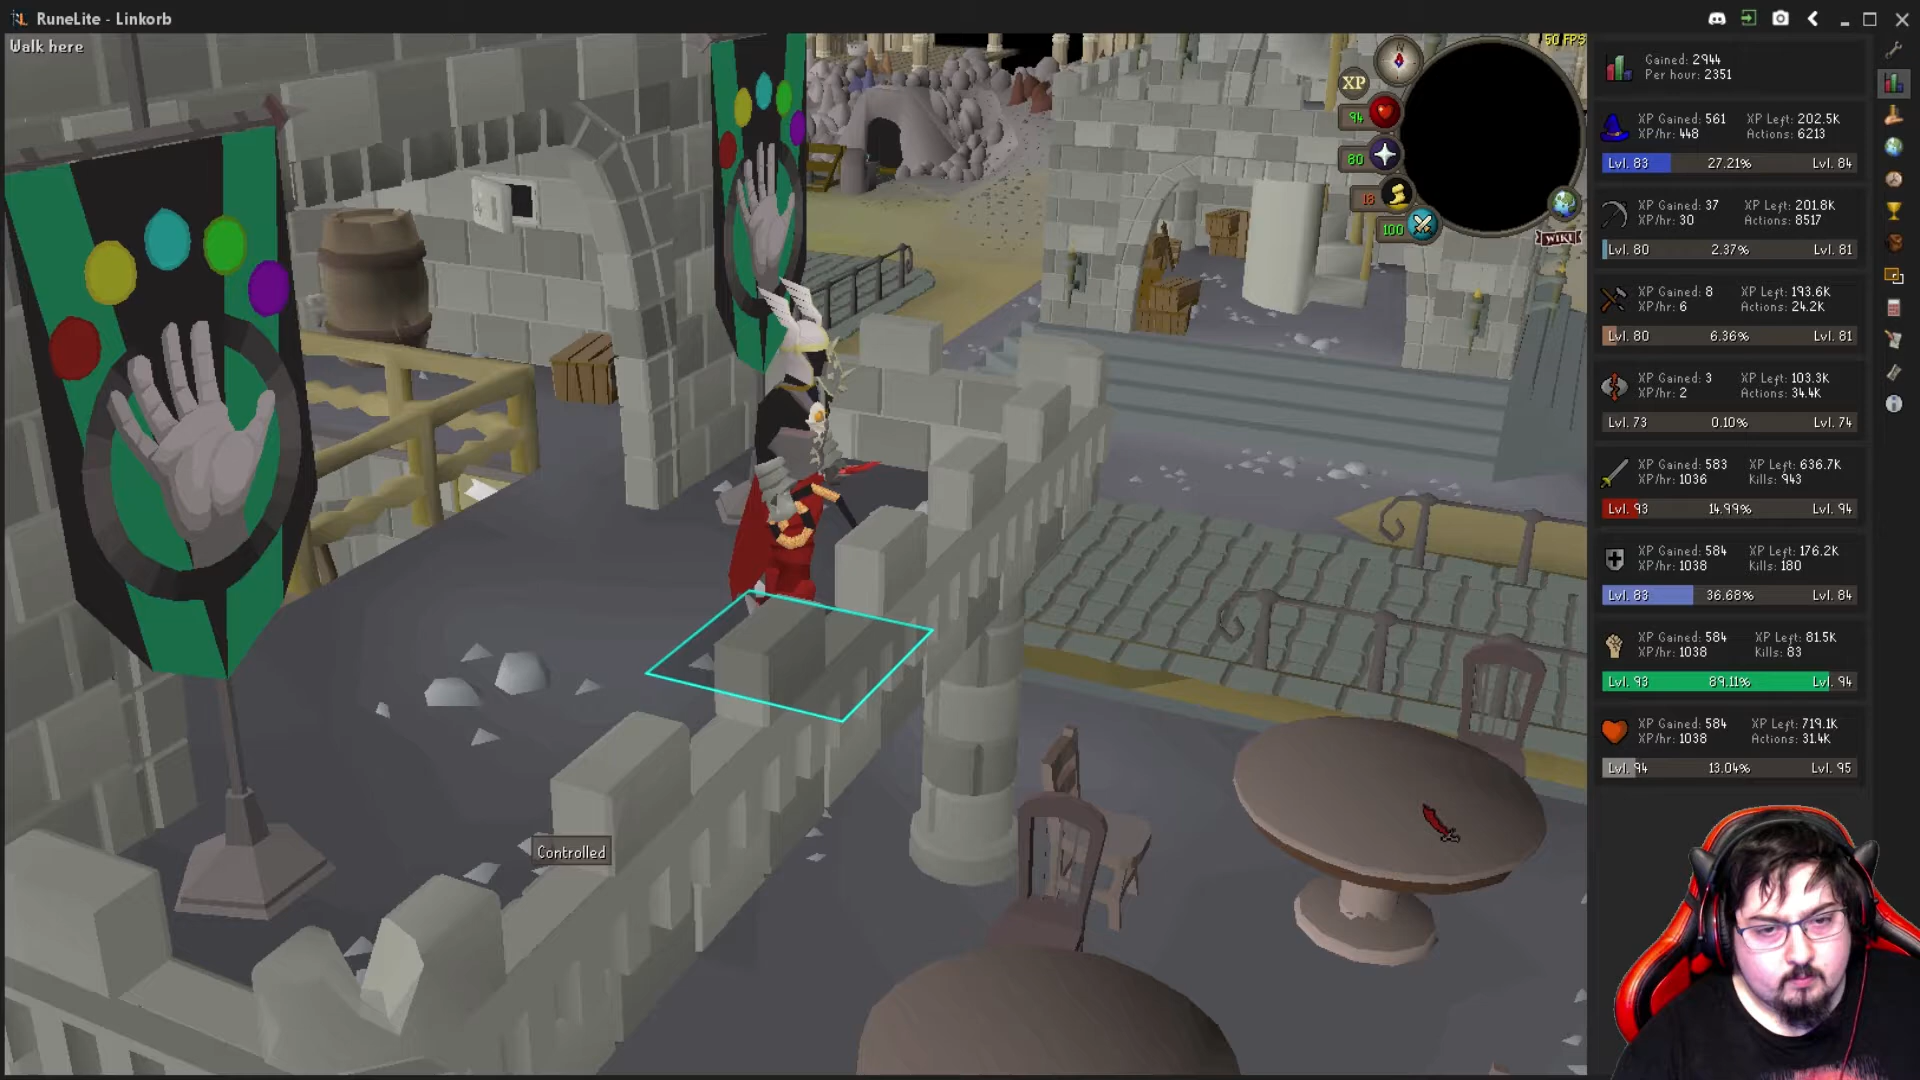 RuneLite - Linkorb
Walk here
50 FPS
XP
94
80
18
100
WIKI
Controlled
Gained: 2944
Per hour: 2351
XP Gained: 561 XP Left: 202.5K
XP/hr: 448 Actions: 6213
Lvl. 83 27.21% Lvl. 84
XP Gained: 37 XP Left: 201.8K
XP/hr: 30 Actions: 8517
Lvl. 80 2.37% Lvl. 81
XP Gained: 8 XP Left: 193.6K
XP/hr: 6 Actions: 24.2K
Lvl. 80 6.36% Lvl. 81
XP Gained: 3 XP Left: 103.3K
XP/hr: 2 Actions: 34.4K
Lvl. 73 0.10% Lvl. 74
XP Gained: 583 XP Left: 636.7K
XP/hr: 1036 Kills: 943
Lvl. 93 14.99% Lvl. 94
XP Gained: 584 XP Left: 176.2K
XP/hr: 1038 Kills: 180
Lvl. 83 36.68% Lvl. 84
XP Gained: 584 XP Left: 81.5K
XP/hr: 1038 Kills: 83
Lvl. 93 89.11% Lvl. 94
XP Gained: 584 XP Left: 719.1K
XP/hr: 1038 Actions: 31.4K
Lvl. 94 13.04% Lvl. 95